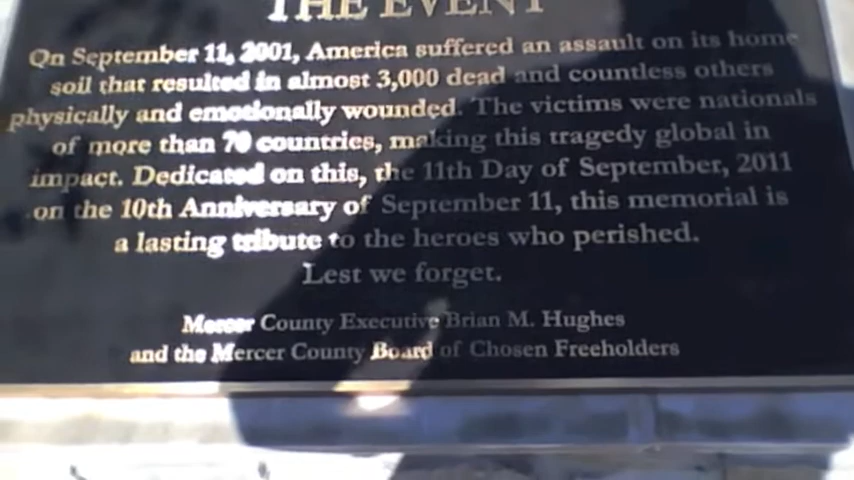 THE EVENT
On September 11, 2001, America suffered an assault on its home
soil that resulted in almost 3,000 dead and countless others
physically and emotionally wounded. The victims were nationals
of more than 70 countries, making this tragedy global in
impact. Dedicated on this, the 11th Day of September, 2011
on the 10th Anniversary of September 11, this memorial is
a lasting tribute to the heroes who perished.
Lest we forget.
Mercer County Executive Brian M. Hughes
and the Mercer County Board of Chosen Freeholders